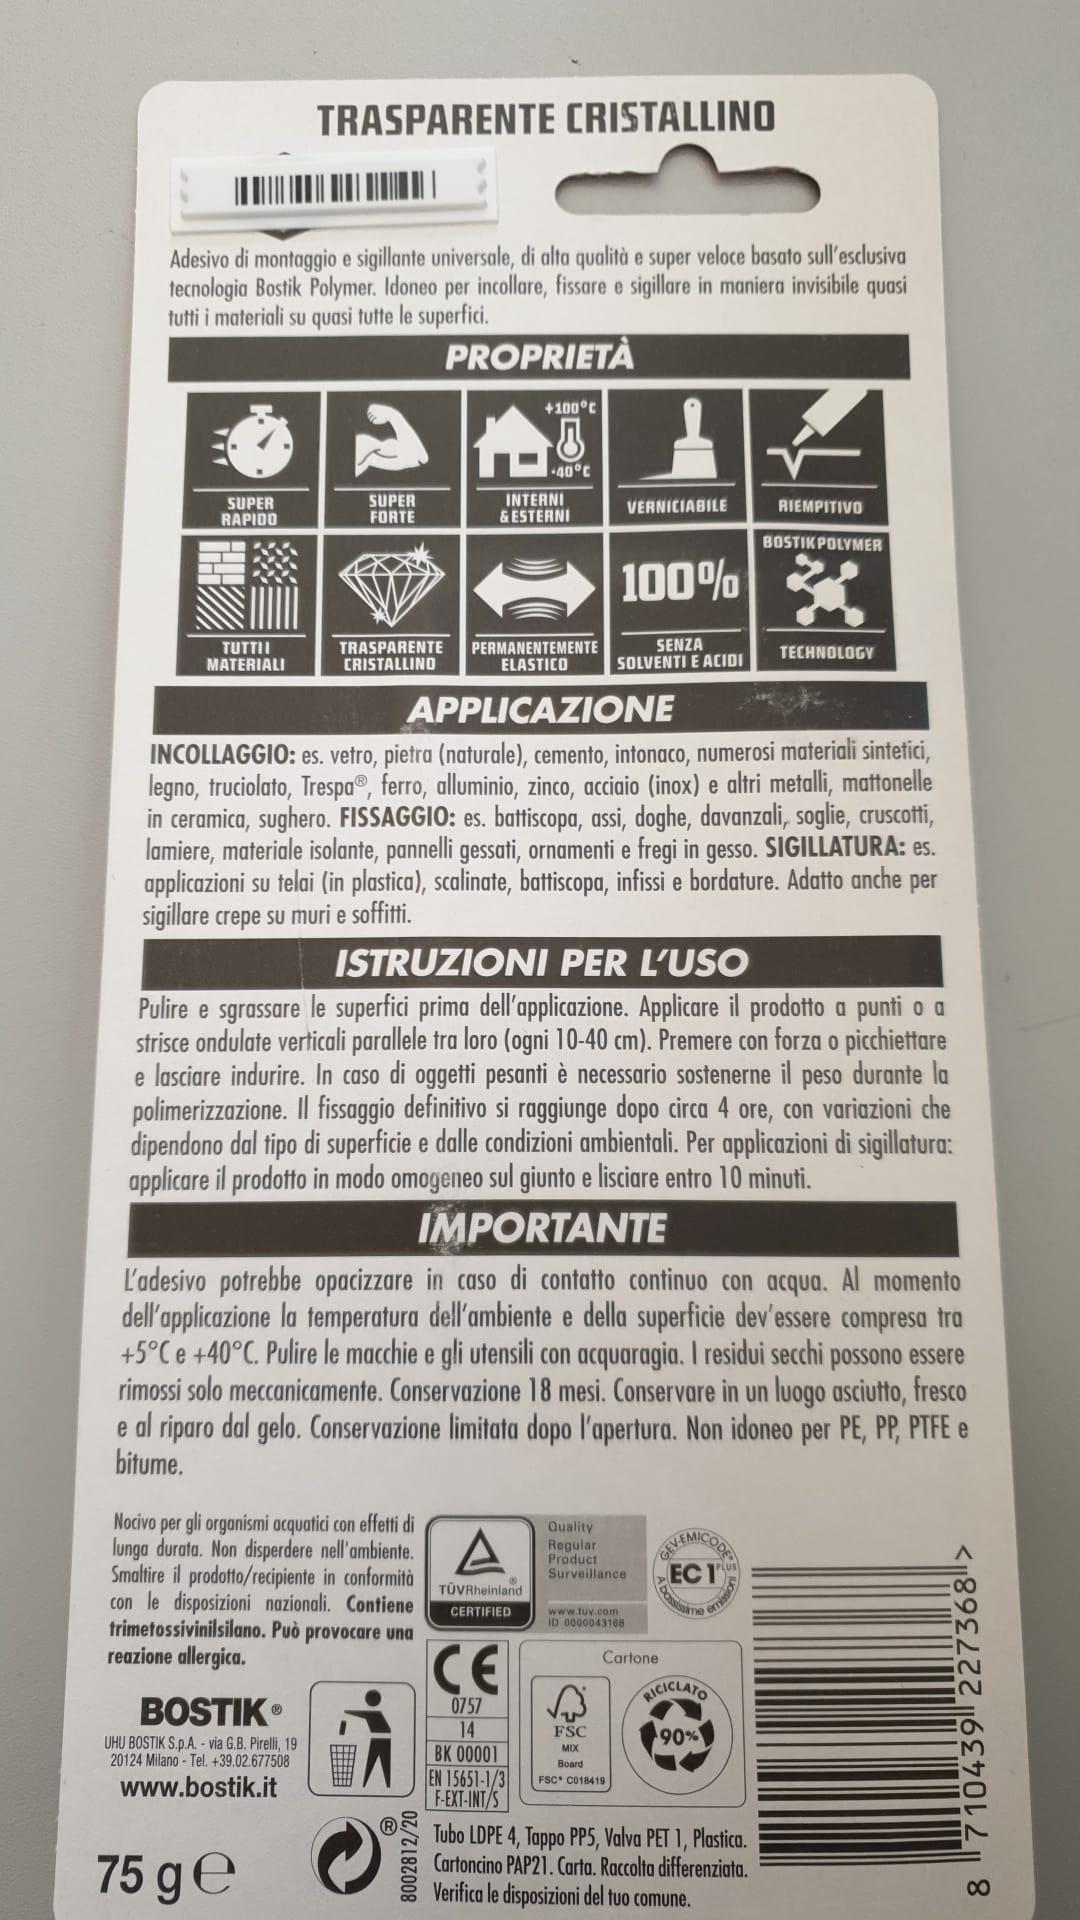 TRASPARENTE CRISTALLINO
Adesivo di montaggio e sigillante universale, di alta qualità e super veloce basato sull'esclusiva
tecnologia Bostik Polymer. Idoneo per incollare, fissare e sigillare in maniera invisibile quasi
tutti i materiali su quasi tutte le superfici.
PROPRIETÀ
+100°C
-40°C
SUPER
RAPIDO
SUPER
FORTE
INTERNI
& ESTERNI
VERNICIABILE
RIEMPITIVO
BOSTIK POLYMER
100%
TUTTI I
MATERIALI
TRASPARENTE
CRISTALLINO
PERMANENTEMENTE
ELASTICO
SENZA
SOLVENTI E ACIDI
TECHNOLOGY
APPLICAZIONE
INCOLLAGGIO: es. vetro, pietra (naturale), cemento, intonaco, numerosi materiali sintetici,
legno, truciolato, Trespa®, ferro, alluminio, zinco, acciaio (inox) e altri metalli, mattonelle
in ceramica, sughero. FISSAGGIO: es. battiscopa, assi, doghe, davanzali, soglie, cruscotti,
lamiere, materiale isolante, pannelli gessati, ornamenti e fregi in gesso. SIGILLATURA: es.
applicazioni su telai (in plastica), scalinate, battiscopa, infissi e bordature. Adatto anche per
sigillare crepe su muri e soffitti.
ISTRUZIONI PER L'USO
Pulire e sgrassare le superfici prima dell'applicazione. Applicare il prodotto a punti o a
strisce ondulate verticali parallele tra loro (ogni 10-40 cm). Premere con forza o picchiettare
e lasciare indurire. In caso di oggetti pesanti è necessario sostenerne il peso durante la
polimerizzazione. Il fissaggio definitivo si raggiunge dopo circa 4 ore, con variazioni che
dipendono dal tipo di superficie e dalle condizioni ambientali. Per applicazioni di sigillatura:
applicare il prodotto in modo omogeneo sul giunto e lisciare entro 10 minuti.
IMPORTANTE
L'adesivo potrebbe opacizzare in caso di contatto continuo con acqua. Al momento
dell'applicazione la temperatura dell'ambiente e della superficie dev'essere compresa tra
+5°C e +40°C. Pulire le macchie e gli utensili con acquaragia. I residui secchi possono essere
rimossi solo meccanicamente. Conservazione 18 mesi. Conservare in un luogo asciutto, fresco
e al riparo dal gelo. Conservazione limitata dopo l'apertura. Non idoneo per PE, PP, PTFE e
bitume.
Nocivo per gli organismi acquatici con effetti di
lunga durata. Non disperdere nell'ambiente.
Smaltire il prodotto/recipiente in conformità
con le disposizioni nazionali. Contiene
trimetossivinilsilano. Può provocare una
reazione allergica.
TÜVRheinland®
CERTIFIED
Quality
Regular
Product
Surveillance
www.tuv.com
ID 0000043168
GEV-EMICODE®
EC 1 PLUS
A bassissime emissioni
BOSTIK®
UHU BOSTIK S.p.A. - via G.B. Pirelli, 19
20124 Milano - Tel. +39.02.677508
www.bostik.it
75 g e
CE
0757
14
BK 00001
EN 15651-1/3
F-EXT-INT/S
Cartone
FSC
MIX
Board
FSC® C018419
RICICLATO
90%
®
8002812/20
Tubo LDPE 4, Tappo PP5, Valva PET 1, Plastica.
Cartoncino PAP21. Carta. Raccolta differenziata.
Verifica le disposizioni del tuo comune.
8 710439 227368 >